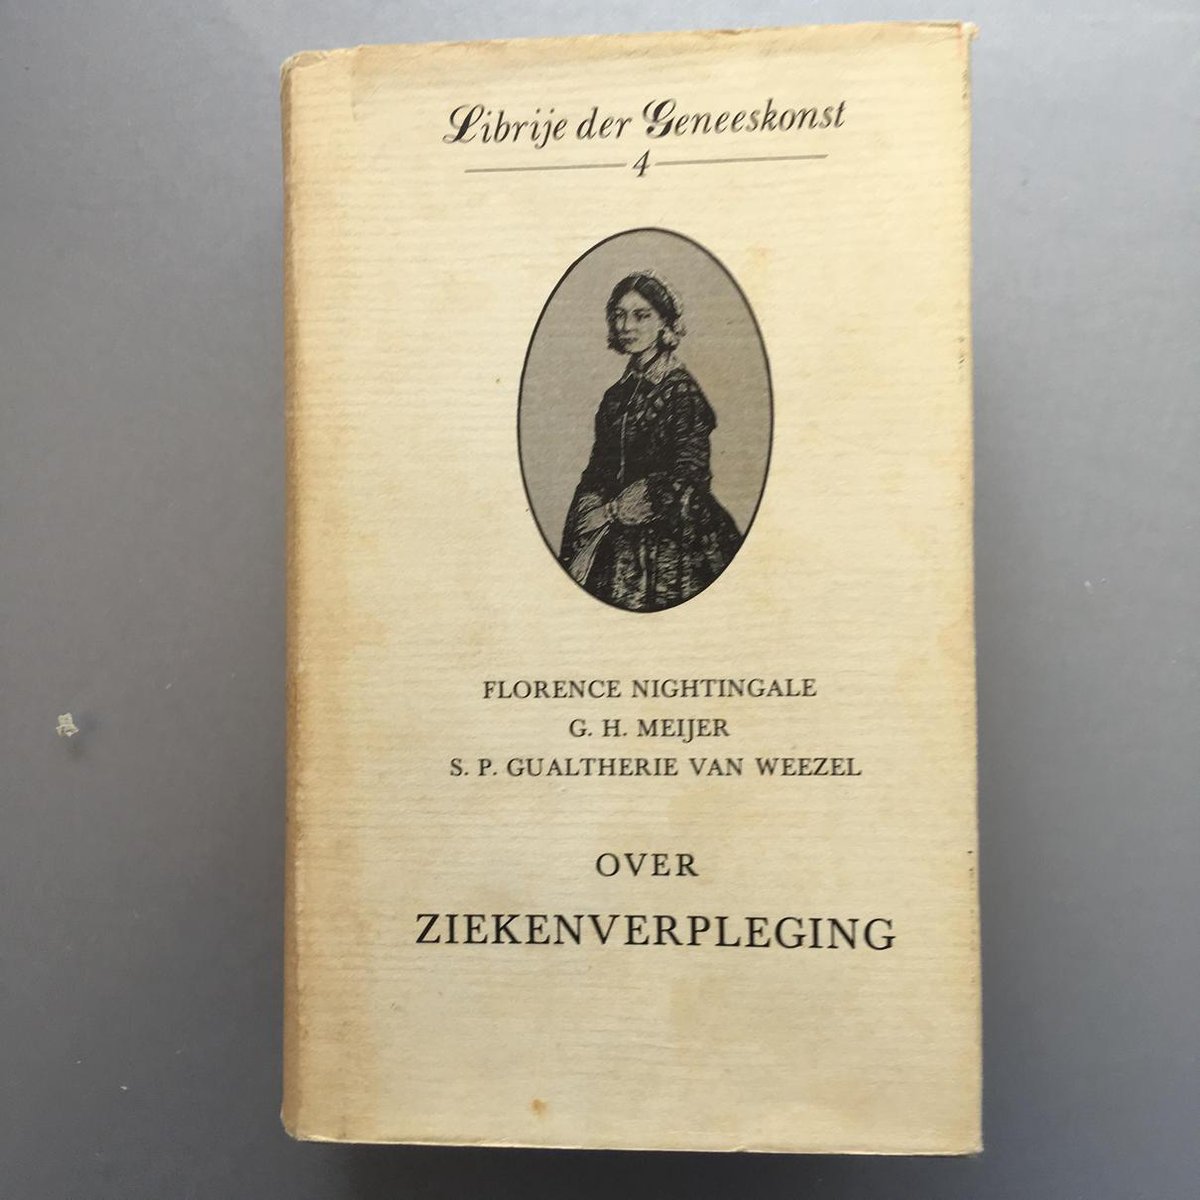 Librije der Geneeskonst
4
FLORENCE NIGHTINGALE
G. H. MEIJER
S. P. GUALTHERIE VAN WEEZEL
OVER
ZIEKENVERPLEGING